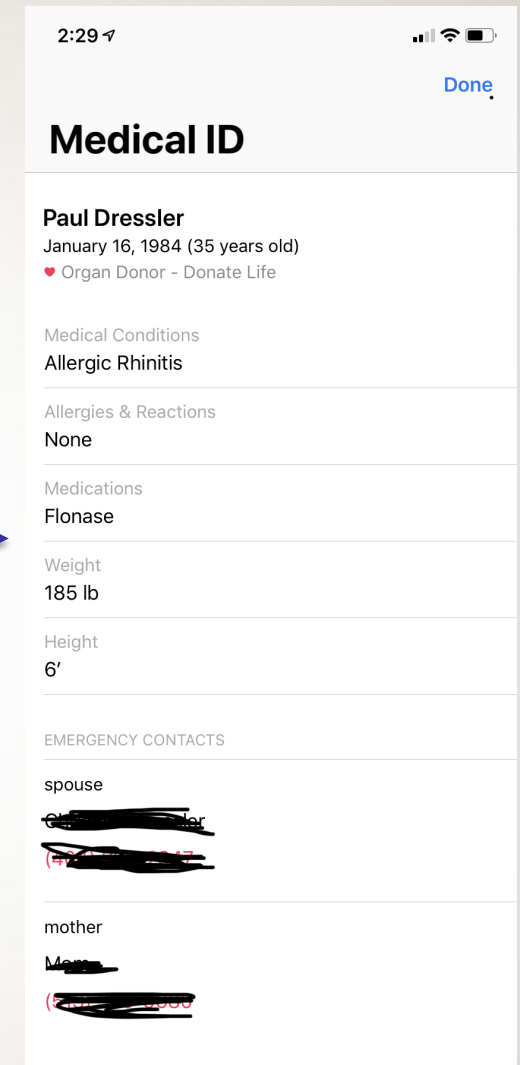 2:29
Done
Medical ID
Paul Dressler
January 16, 1984 (35 years old)
Organ Donor - Donate Life
Medical Conditions
Allergic Rhinitis
Allergies & Reactions
None
Medications
Flonase
Weight
185 lb
Height
6′
EMERGENCY CONTACTS
spouse
mother